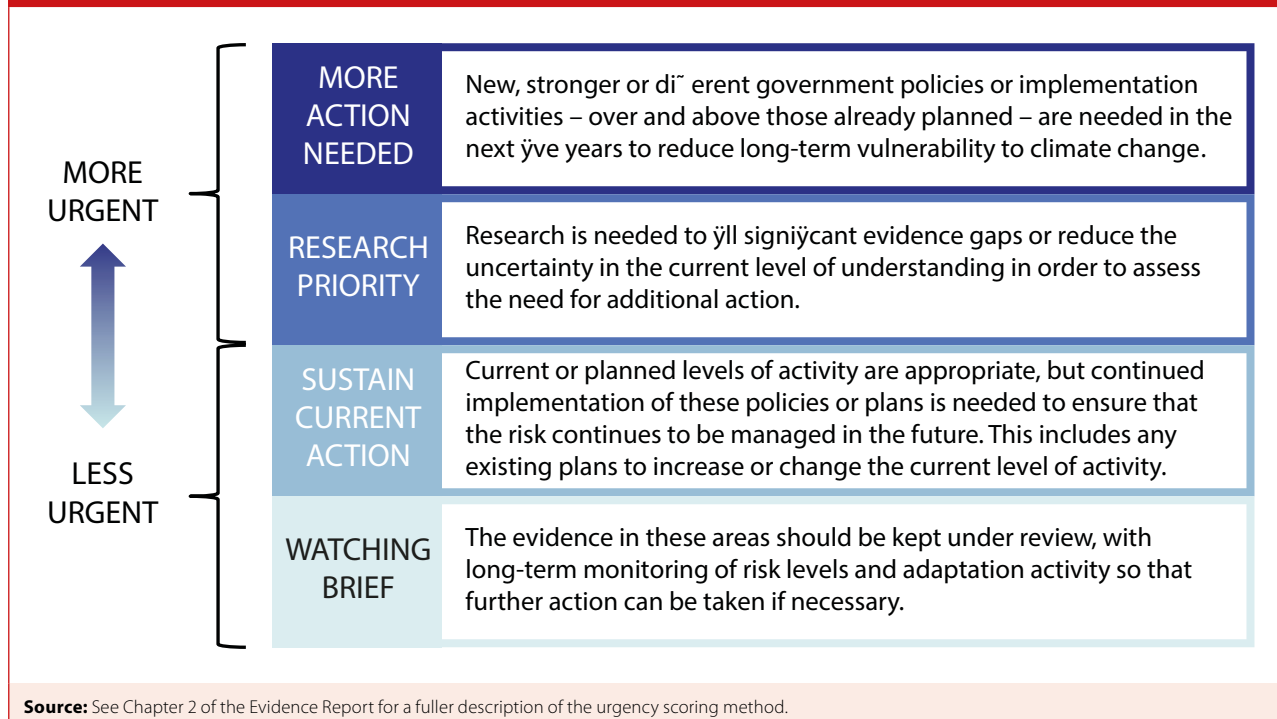 MORE
URGENT
LESS
URGENT
MORE
ACTION
NEEDED
New, stronger or di˜ erent government policies or implementation
activities – over and above those already planned – are needed in the
next ÿve years to reduce long-term vulnerability to climate change.
RESEARCH
PRIORITY
Research is needed to ÿll signiÿcant evidence gaps or reduce the
uncertainty in the current level of understanding in order to assess
the need for additional action.
SUSTAIN
CURRENT
ACTION
Current or planned levels of activity are appropriate, but continued
implementation of these policies or plans is needed to ensure that
the risk continues to be managed in the future. This includes any
existing plans to increase or change the current level of activity.
WATCHING
BRIEF
The evidence in these areas should be kept under review, with
long-term monitoring of risk levels and adaptation activity so that
further action can be taken if necessary.
Source: See Chapter 2 of the Evidence Report for a fuller description of the urgency scoring method.